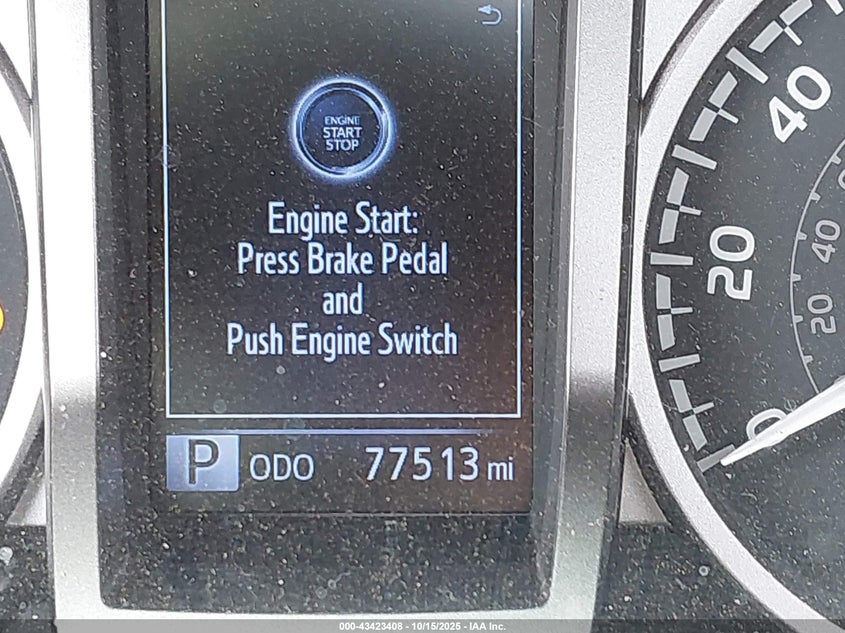 ENGINE
START
STOP
Engine Start:
Press Brake Pedal
and
Push Engine Switch
P ODO 77513 mi
40
20
0
40
20
000-43423408 - 10/15/2025 - IAA Inc.